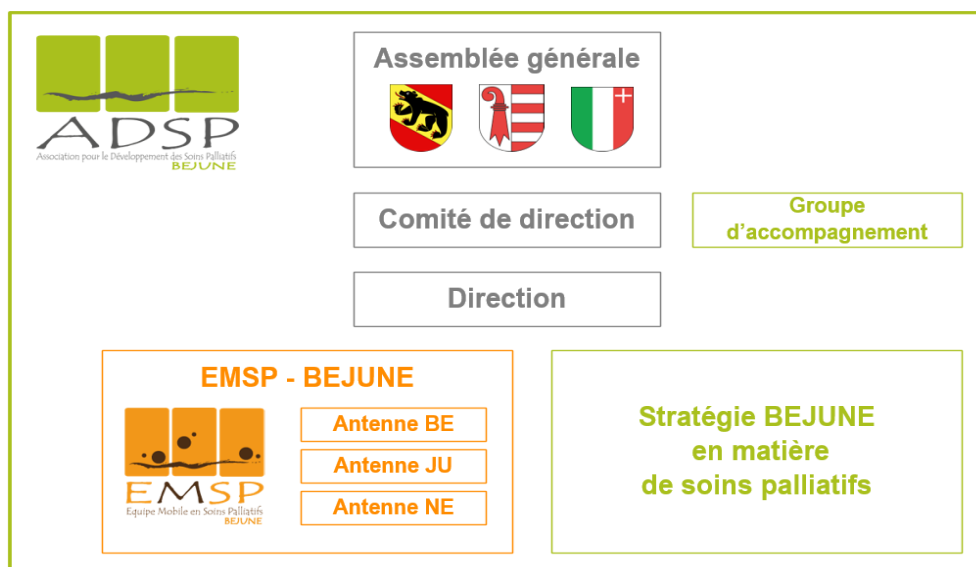 ADSP
Association pour le Développement des Soins Palliatifs
BEJUNE
Assemblée générale
Comité de direction
Groupe
d’accompagnement
Direction
EMSP - BEJUNE
EMSP
Equipe Mobile en Soins Palliatifs
BEJUNE
Antenne BE
Antenne JU
Antenne NE
Stratégie BEJUNE
en matière
de soins palliatifs